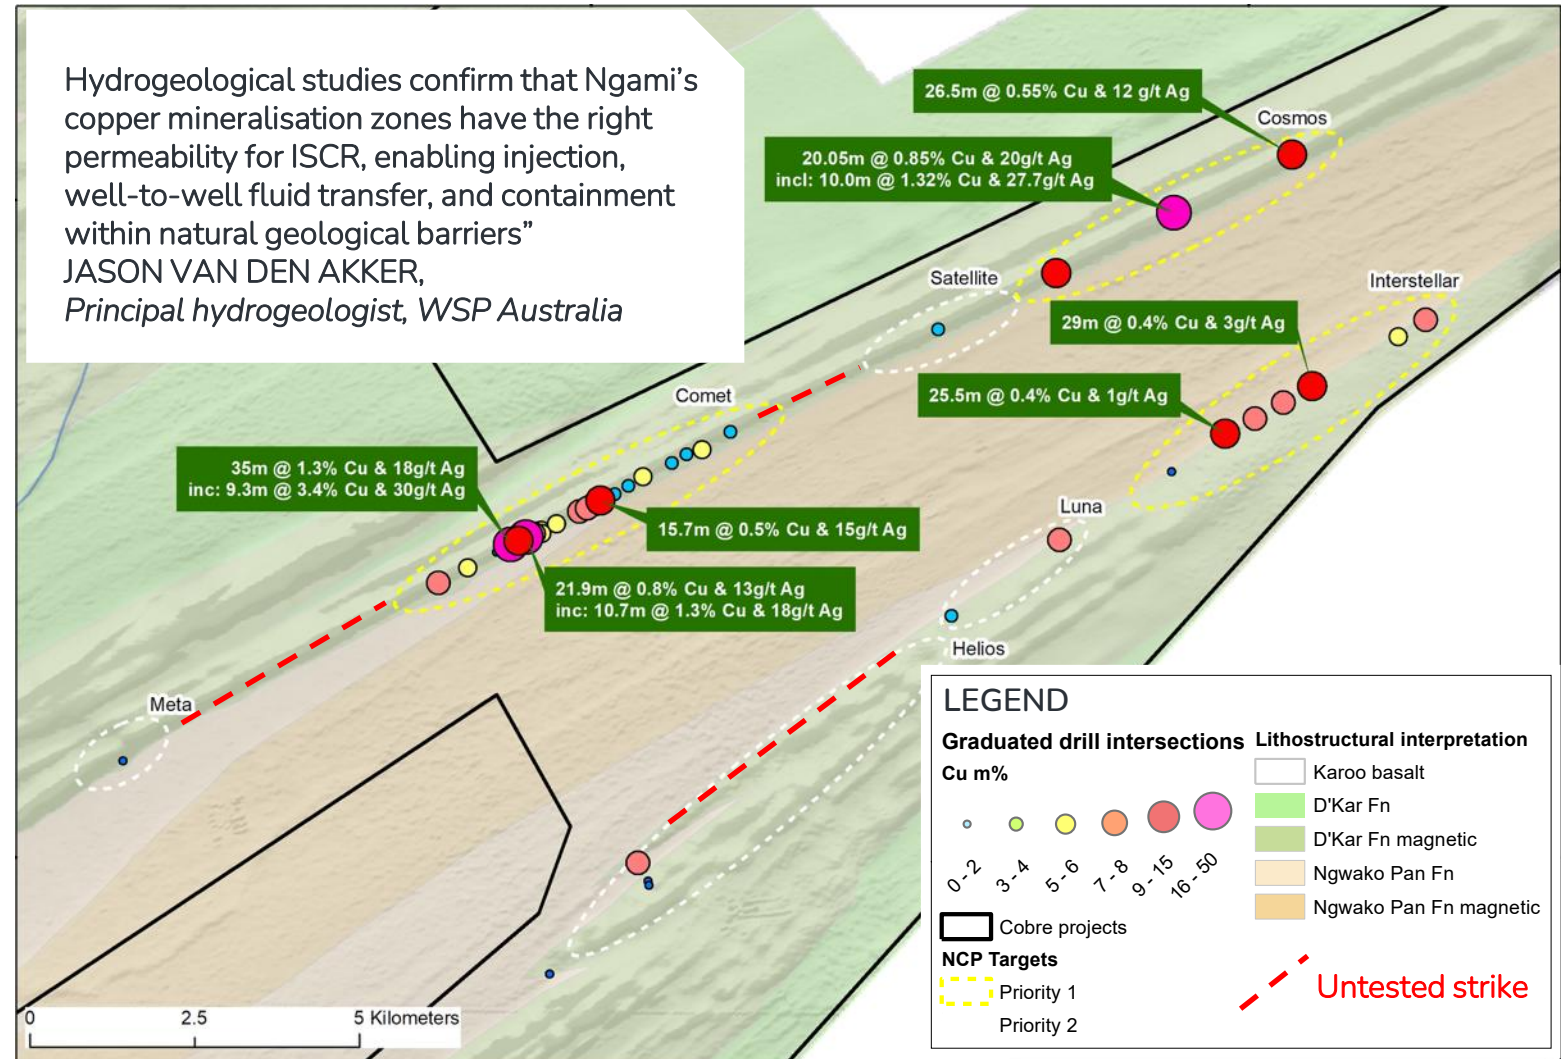 Hydrogeological studies confirm that Ngami’s
copper mineralisation zones have the right
permeability for ISCR, enabling injection,
well-to-well fluid transfer, and containment
within natural geological barriers”
JASON VAN DEN AKKER,
Principal hydrogeologist, WSP Australia
26.5m @ 0.55% Cu & 12 g/t Ag
Cosmos
20.05m @ 0.85% Cu & 20g/t Ag
incl: 10.0m @ 1.32% Cu & 27.7g/t Ag
Satellite
Interstellar
29m @ 0.4% Cu & 3g/t Ag
25.5m @ 0.4% Cu & 1g/t Ag
Comet
35m @ 1.3% Cu & 18g/t Ag
inc: 9.3m @ 3.4% Cu & 30g/t Ag
15.7m @ 0.5% Cu & 15g/t Ag
Luna
21.9m @ 0.8% Cu & 13g/t Ag
inc: 10.7m @ 1.3% Cu & 18g/t Ag
Helios
Meta
LEGEND
Graduated drill intersections
Cu m%
0 - 2
3 - 4
5 - 6
7 - 8
9 - 15
16 - 50
Cobre projects
NCP Targets
Priority 1
Priority 2
Lithostructural interpretation
Karoo basalt
D'Kar Fn
D'Kar Fn magnetic
Ngwako Pan Fn
Ngwako Pan Fn magnetic
Untested strike
0 2.5 5 Kilometers